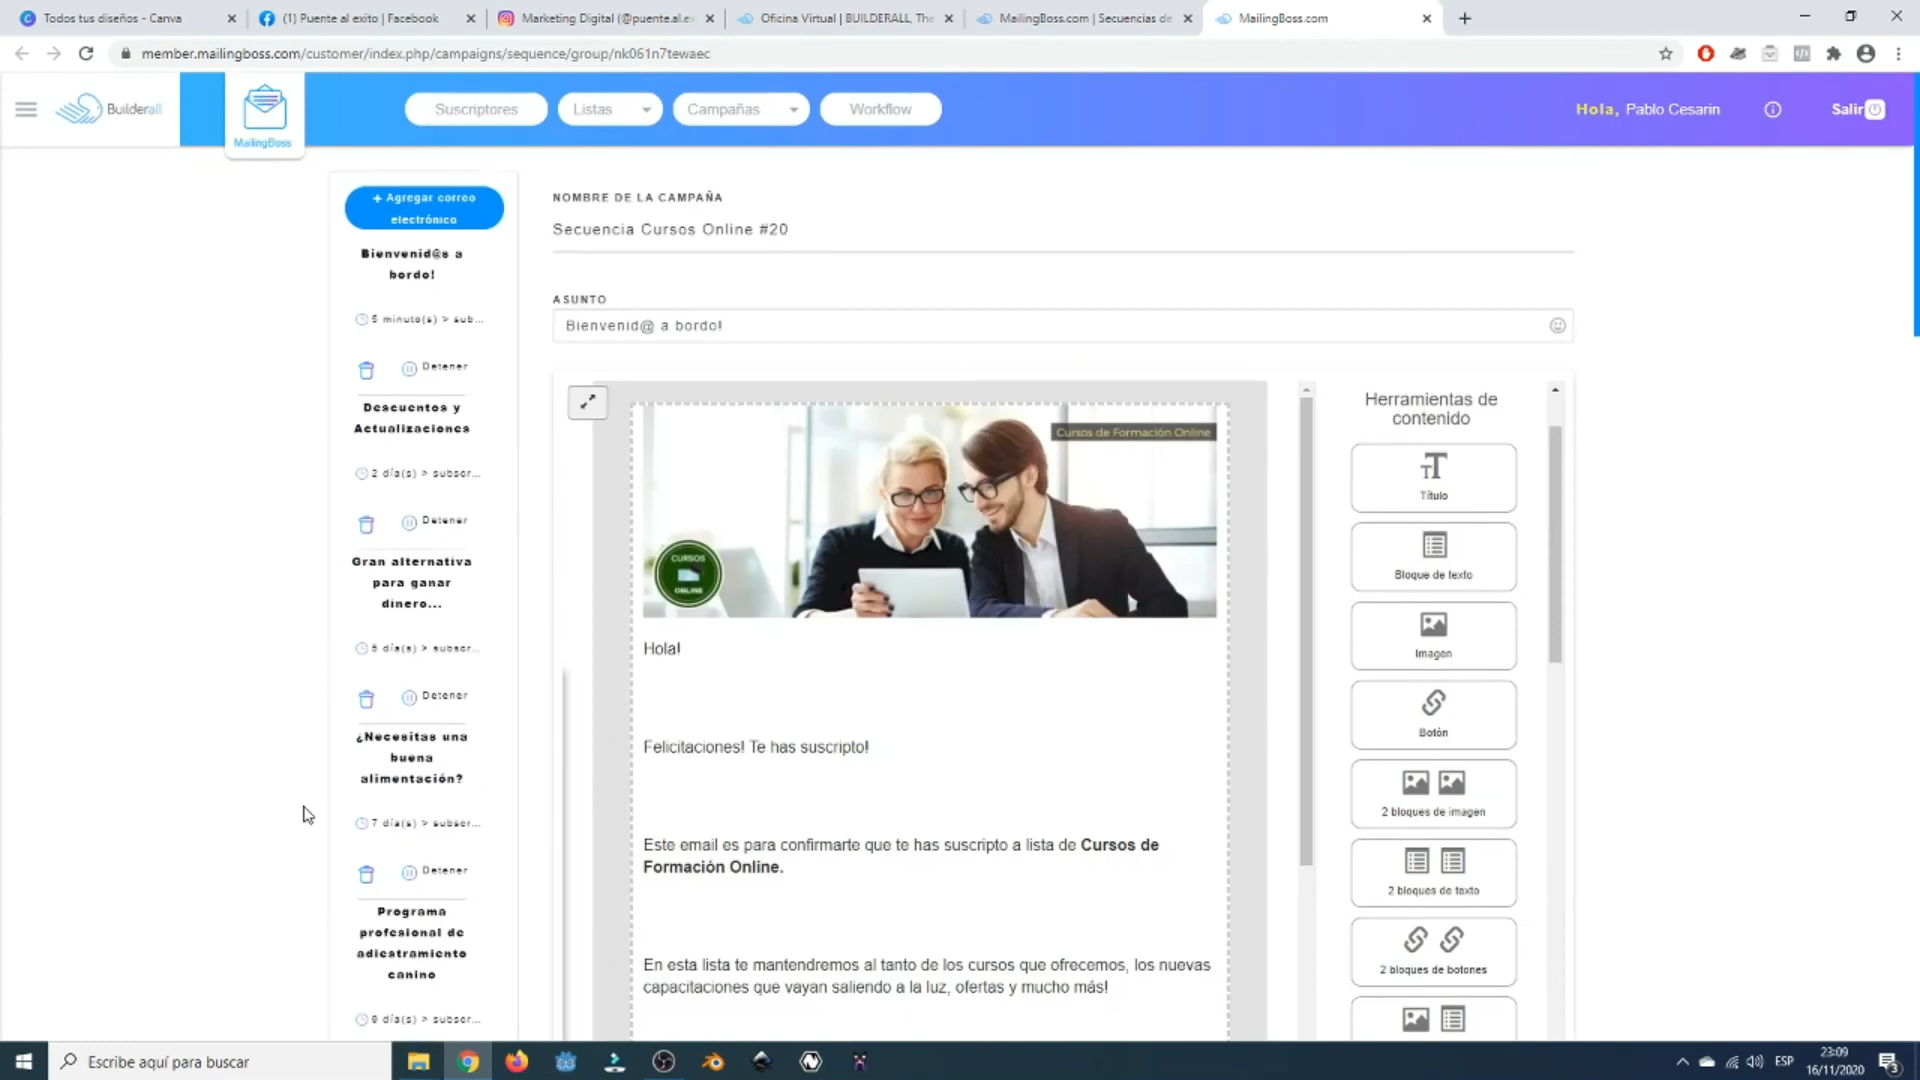 Todos tus diseños - Canva
(1) Puente al exito | Facebook
Marketing Digital (@puente.al.ex
Oficina Virtual | BUILDERALL, The
MailingBoss.com | Secuencias de
MailingBoss.com
member.mailingboss.com/customer/index.php/campaigns/sequence/group/nk061n7tewaec
Builderall
MailingBoss
Suscriptores
Listas
Campañas
Workflow
Hola, Pablo Cesarin
Salir
+ Agregar correo
electrónico
Bienvenid@s a
bordo!
5 minuto(s) > sub...
Detener
Descuentos y
Actualizaciones
2 día(s) > subscr...
Detener
Gran alternativa
para ganar
dinero...
5 día(s) > subscr...
Detener
¿Necesitas una
buena
alimentación?
7 día(s) > subscr...
Detener
Programa
profesional de
adiestramiento
canino
día(s) > subscr...
NOMBRE DE LA CAMPAÑA
Secuencia Cursos Online #20
ASUNTO
Bienvenid@ a bordo!
Cursos de Formación Online
CURSOS
ONLINE
Hola!
Felicitaciones! Te has suscripto!
Este email es para confirmarte que te has suscripto a lista de Cursos de
Formación Online.
En esta lista te mantendremos al tanto de los cursos que ofrecemos, los nuevas
capacitaciones que vayan saliendo a la luz, ofertas y mucho más!
Herramientas de
contenido
TT
Título
Bloque de texto
Imagen
Botón
2 bloques de imagen
2 bloques de texto
2 bloques de botones
Escribe aquí para buscar
ESP
23:09
16/11/2020
3